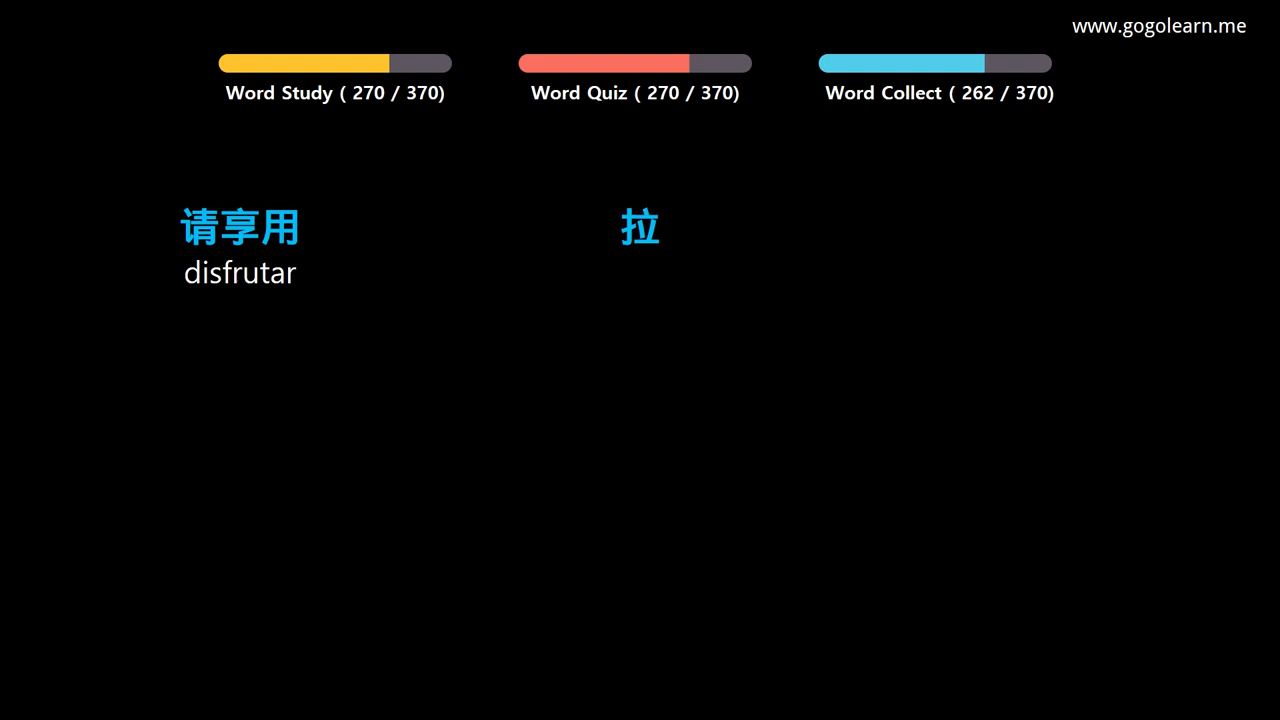 www.gogolearn.me
Word Study ( 270 / 370)
Word Quiz ( 270 / 370)
Word Collect ( 262 / 370)
请享用
disfrutar
拉